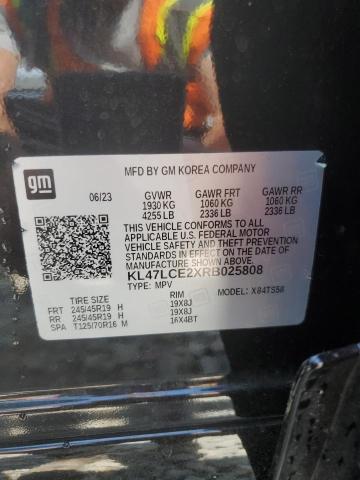 gm
MFD BY GM KOREA COMPANY
06/23 GVWR GAWR FRT GAWR RR
1930 KG 1060 KG 1060 KG
4255 LB 2336 LB 2336 LB
THIS VEHICLE CONFORMS TO ALL
APPLICABLE U.S. FEDERAL MOTOR
VEHICLE SAFETY AND THEFT PREVENTION
STANDARDS IN EFFECT ON THE DATE OF
MANUFACTURE SHOWN ABOVE.
KL47LCE2XRB025808
TYPE: MPV MODEL: X84TS58
TIRE SIZE RIM
FRT 245/45R19 H 19X8J
RR 245/45R19 H 19X8J
SPA T125/70R16 M 16X4BT